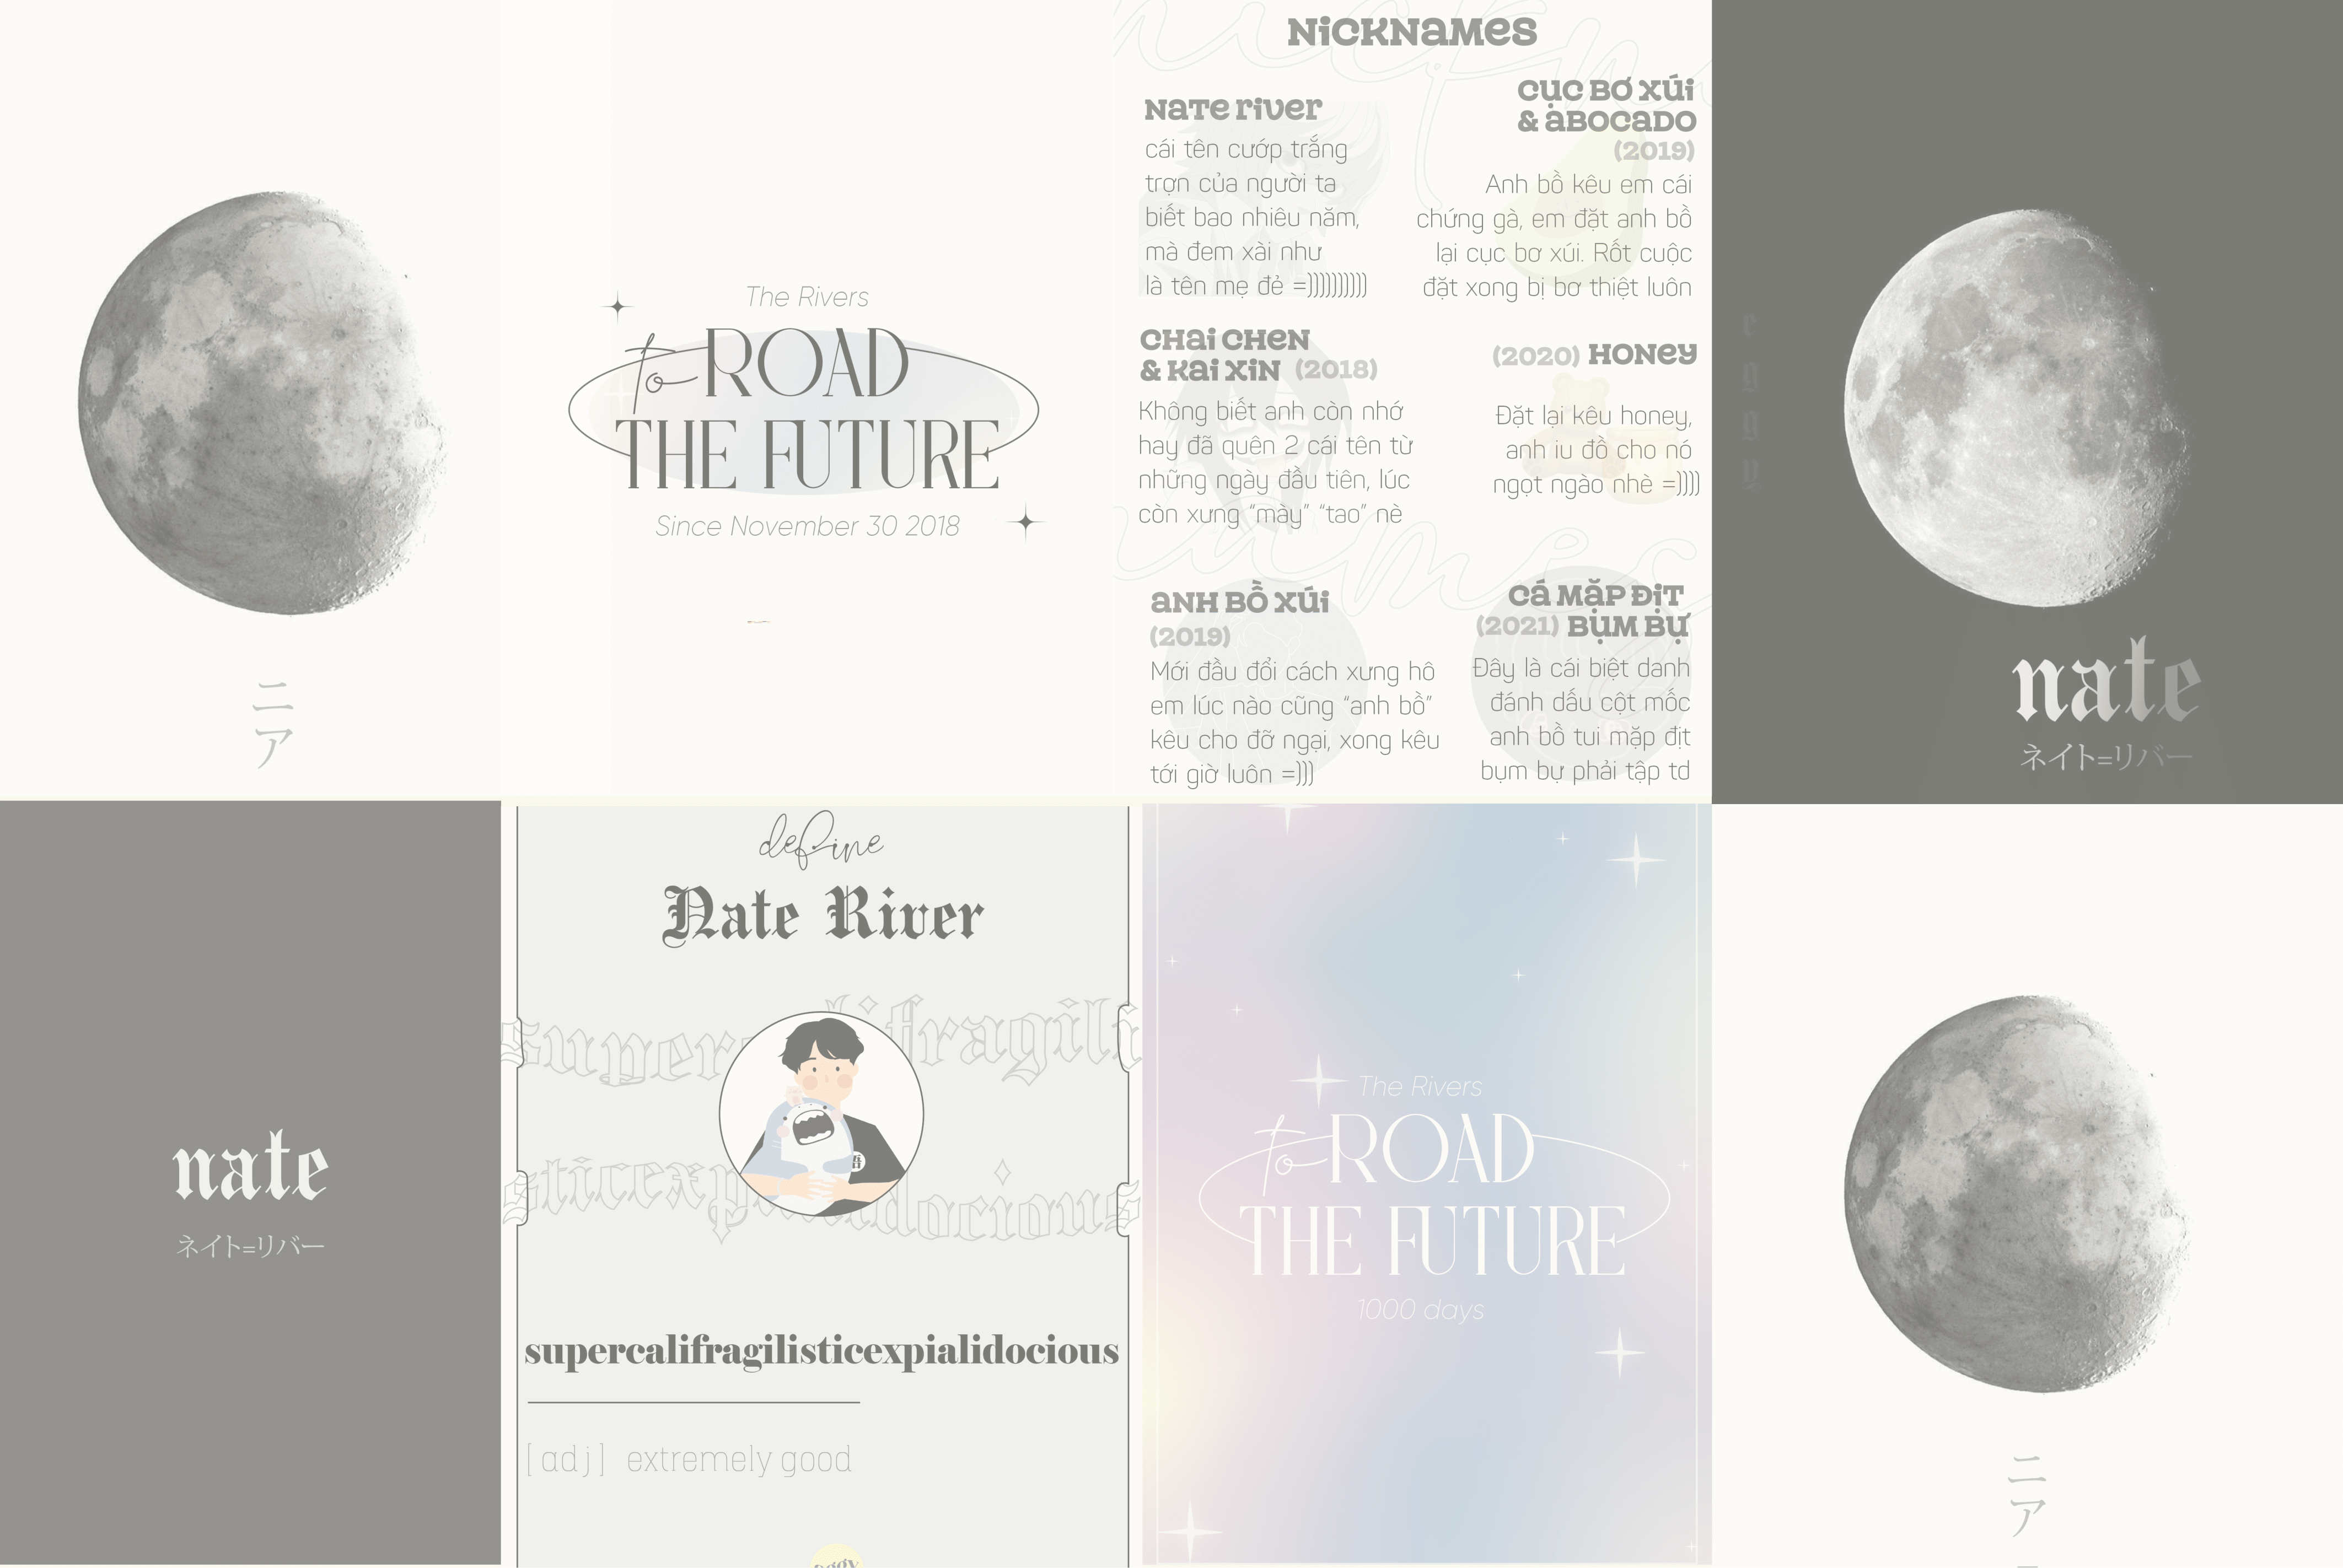 ニ
ア
The Rivers
to ROAD
THE FUTURE
Since November 30 2018
NiCKNaMes
Nate river
cái tên cướp trắng
trợn của người ta
biết bao nhiêu năm,
mà đem xài như
là tên mẹ đẻ =))))))))))
CỤC BƠ XÚi
& aBOCaDO
(2019)
Anh bồ kêu em cái
chứng gà, em đặt anh bồ
lại cục bơ xúi. Rốt cuộc
đặt xong bị bơ thiệt luôn
CHai CHeN
& Kai XiN (2018)
Không biết anh còn nhớ
hay đã quên 2 cái tên từ
những ngày đầu tiên, lúc
còn xưng “mày” “tao” nè
(2020) HONey
Đặt lại kêu honey,
anh iu đồ cho nó
ngọt ngào nhè =))))
aNH BỒ XÚi
(2019)
Mới đầu đổi cách xưng hô
em lúc nào cũng “anh bồ”
kêu cho đỡ ngại, xong kêu
tới giờ luôn =)))
Cá MẶP ĐiT
(2021) BỤM BỰ
Đây là cái biệt danh
đánh dấu cột mốc
anh bồ tui mặp địt
bụm bự phải tập td
e
g
g
y
nate
ネイト=リバー
nate
ネイト=リバー
define
Nate River
supercalifragilisticexpialidocious
[adj] extremely good
eggy
The Rivers
to ROAD
THE FUTURE
1000 days
ニ
ア